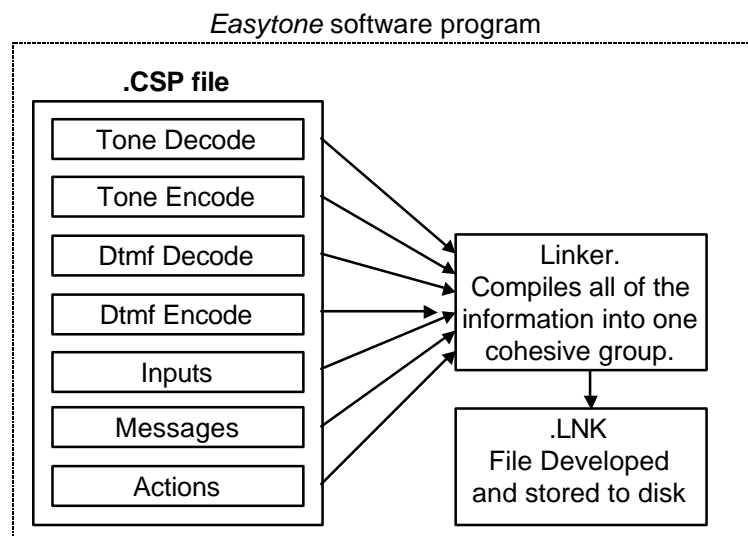 Easytone software program
.CSP file
Tone Decode
Tone Encode
Dtmf Decode
Dtmf Encode
Inputs
Messages
Actions
Linker.
Compiles all of the
information into one
cohesive group.
.LNK
File Developed
and stored to disk